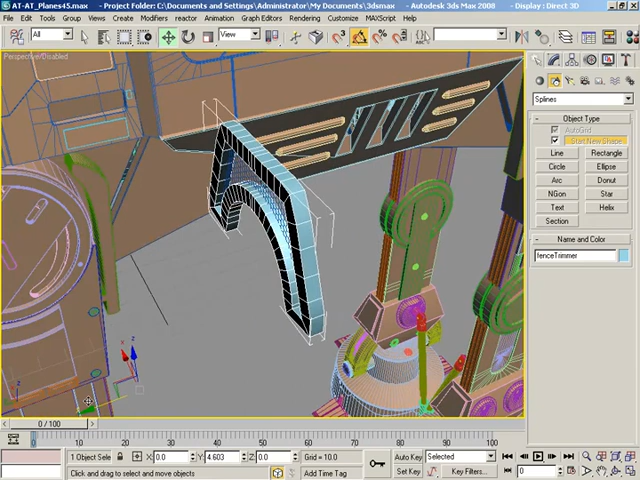 AT-AT_Planes45.max - Project Folder: C:\Documents and Settings\Administrator\My Documents\3dsmax - Autodesk 3ds Max 2008 - Display : Direct 3D
File Edit Tools Group Views Create Modifiers reactor Animation Graph Editors Rendering Customize MAXScript Help
All View
Perspective/Disabled
Splines
Object Type
AutoGrid
Start New Shape
Line Rectangle
Circle Ellipse
Arc Donut
NGon Star
Text Helix
Section
Name and Color
fenceTrimmer
0 / 100
0 10 20 30 40 50 60 70 80 90 100
1 Object Sele X: 0.0 Y: 4.603 Z: 0.0 Grid = 10.0 Auto Key Selected
Click and drag to select and move objects Add Time Tag Set Key Key Filters... 0